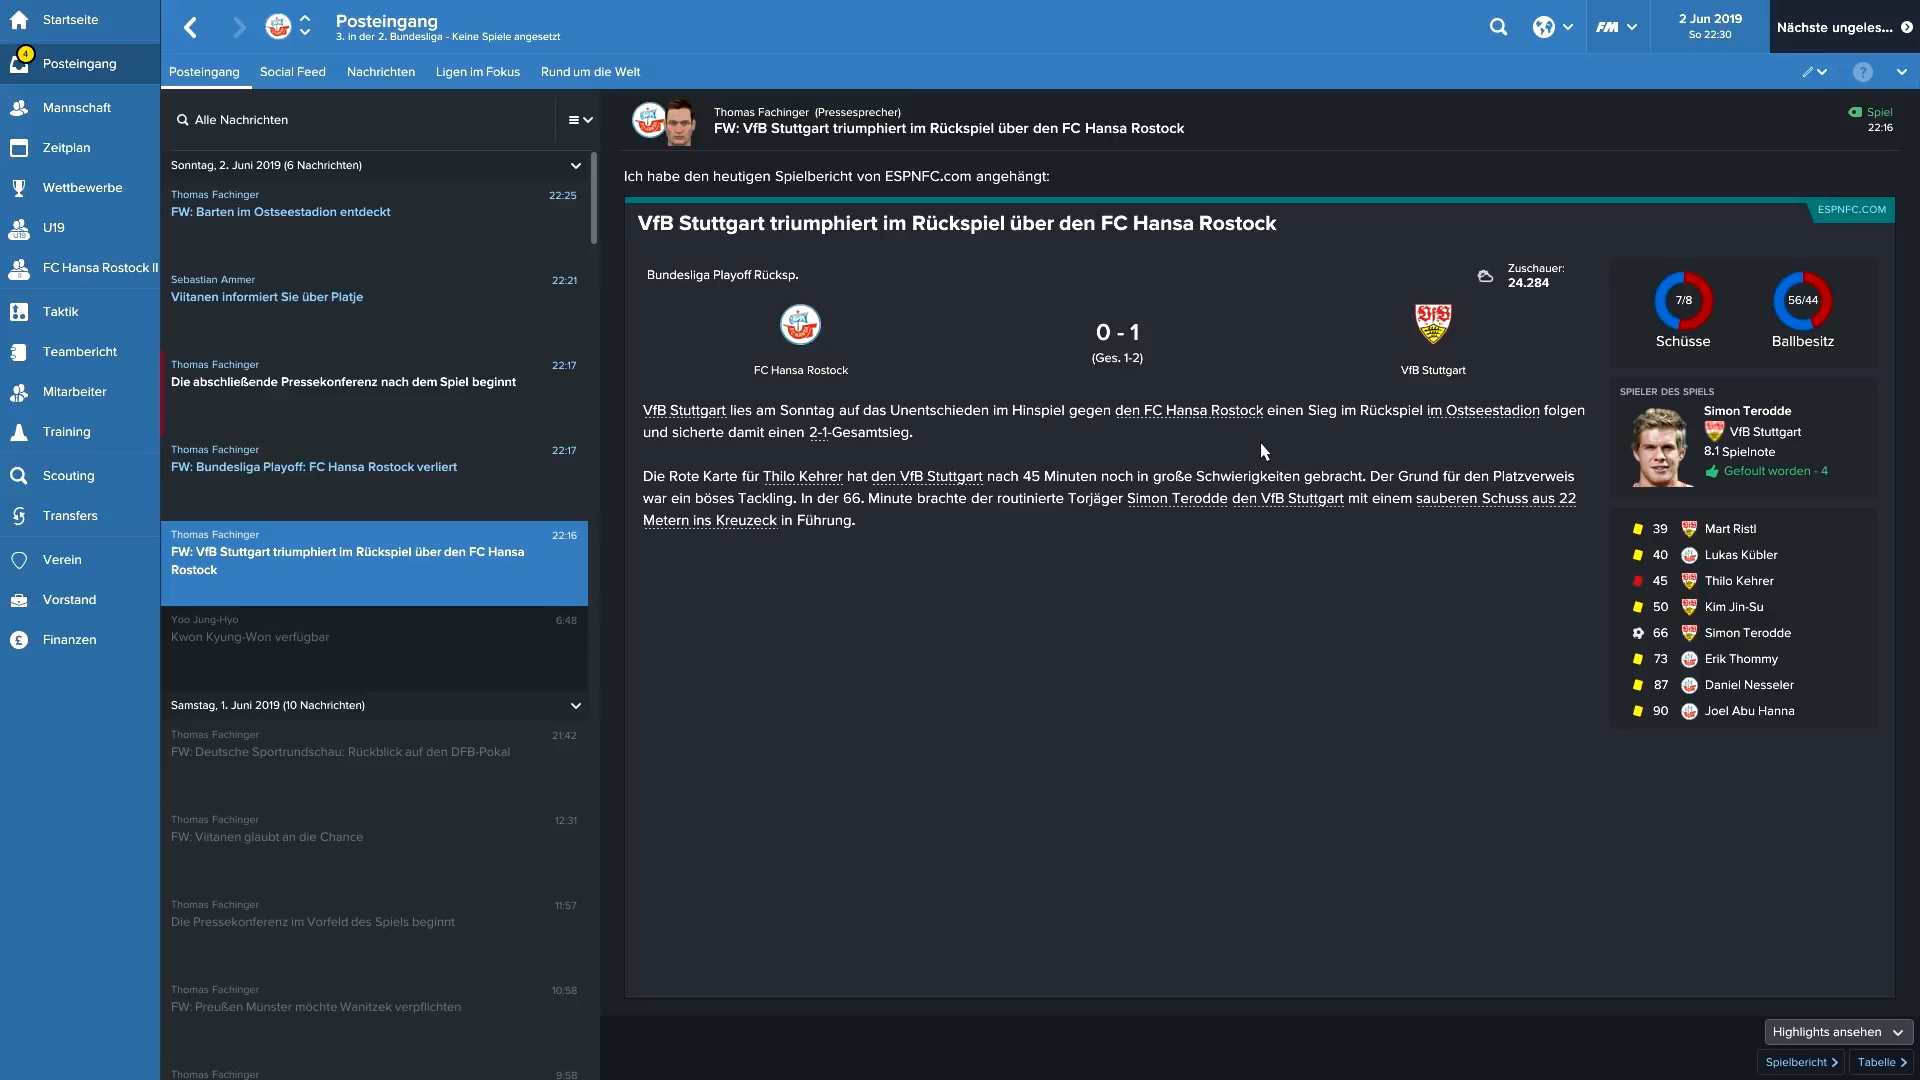 Startseite
4
Posteingang
Mannschaft
Zeitplan
Wettbewerbe
U19
FC Hansa Rostock II
Taktik
Teambericht
Mitarbeiter
Training
Scouting
Transfers
Verein
Vorstand
Finanzen
Posteingang
3. in der 2. Bundesliga - Keine Spiele angesetzt
FM
2 Jun 2019
So 22:30
Nächste ungeles...
Posteingang Social Feed Nachrichten Ligen im Fokus Rund um die Welt
?
Alle Nachrichten
Sonntag, 2. Juni 2019 (6 Nachrichten)
Thomas Fachinger 22:25
FW: Barten im Ostseestadion entdeckt
Sebastian Ammer 22:21
Viitanen informiert Sie über Platje
Thomas Fachinger 22:17
Die abschließende Pressekonferenz nach dem Spiel beginnt
Thomas Fachinger 22:17
FW: Bundesliga Playoff: FC Hansa Rostock verliert
Thomas Fachinger 22:16
FW: VfB Stuttgart triumphiert im Rückspiel über den FC Hansa
Rostock
Yoo Jung-Hyo 6:48
Kwon Kyung-Won verfügbar
Samstag, 1. Juni 2019 (10 Nachrichten)
Thomas Fachinger 21:42
FW: Deutsche Sportrundschau: Rückblick auf den DFB-Pokal
Thomas Fachinger 12:31
FW: Viitanen glaubt an die Chance
Thomas Fachinger 11:57
Die Pressekonferenz im Vorfeld des Spiels beginnt
Thomas Fachinger 10:58
FW: Preußen Münster möchte Wanitzek verpflichten
Thomas Fachinger 9:58
Thomas Fachinger (Pressesprecher)
FW: VfB Stuttgart triumphiert im Rückspiel über den FC Hansa Rostock
Spiel
22:16
Ich habe den heutigen Spielbericht von ESPNFC.com angehängt:
ESPNFC.COM
VfB Stuttgart triumphiert im Rückspiel über den FC Hansa Rostock
Bundesliga Playoff Rücksp.
Zuschauer:
24.284
0 - 1
(Ges. 1-2)
FC Hansa Rostock
VfB Stuttgart
VfB Stuttgart lies am Sonntag auf das Unentschieden im Hinspiel gegen den FC Hansa Rostock einen Sieg im Rückspiel im Ostseestadion folgen
und sicherte damit einen 2-1-Gesamtsieg.
Die Rote Karte für Thilo Kehrer hat den VfB Stuttgart nach 45 Minuten noch in große Schwierigkeiten gebracht. Der Grund für den Platzverweis
war ein böses Tackling. In der 66. Minute brachte der routinierte Torjäger Simon Terodde den VfB Stuttgart mit einem sauberen Schuss aus 22
Metern ins Kreuzeck in Führung.
7/8
Schüsse
56/44
Ballbesitz
SPIELER DES SPIELS
Simon Terodde
VfB Stuttgart
8.1 Spielnote
Gefoult worden - 4
39 Mart Ristl
40 Lukas Kübler
45 Thilo Kehrer
50 Kim Jin-Su
66 Simon Terodde
73 Erik Thommy
87 Daniel Nesseler
90 Joel Abu Hanna
Highlights ansehen
Spielbericht
Tabelle